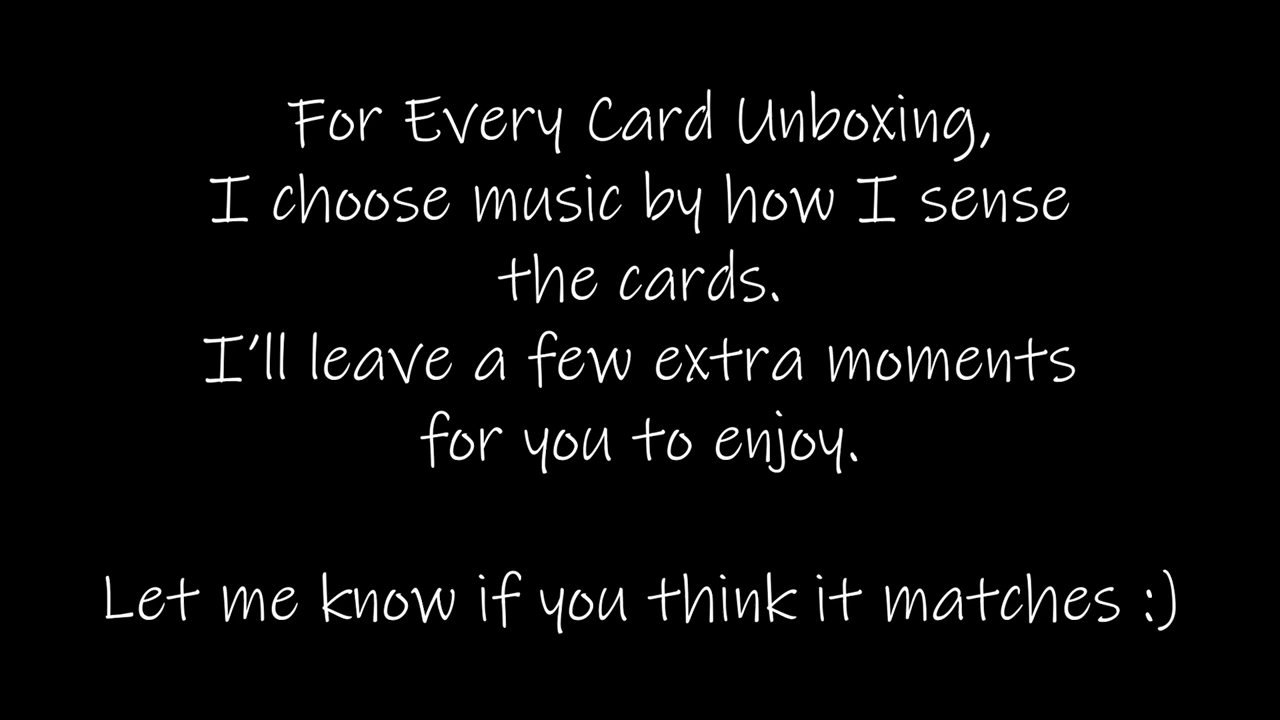 For Every Card Unboxing,
I choose music by how I sense
the cards.
I'll leave a few extra moments
for you to enjoy.
Let me know if you think it matches :)